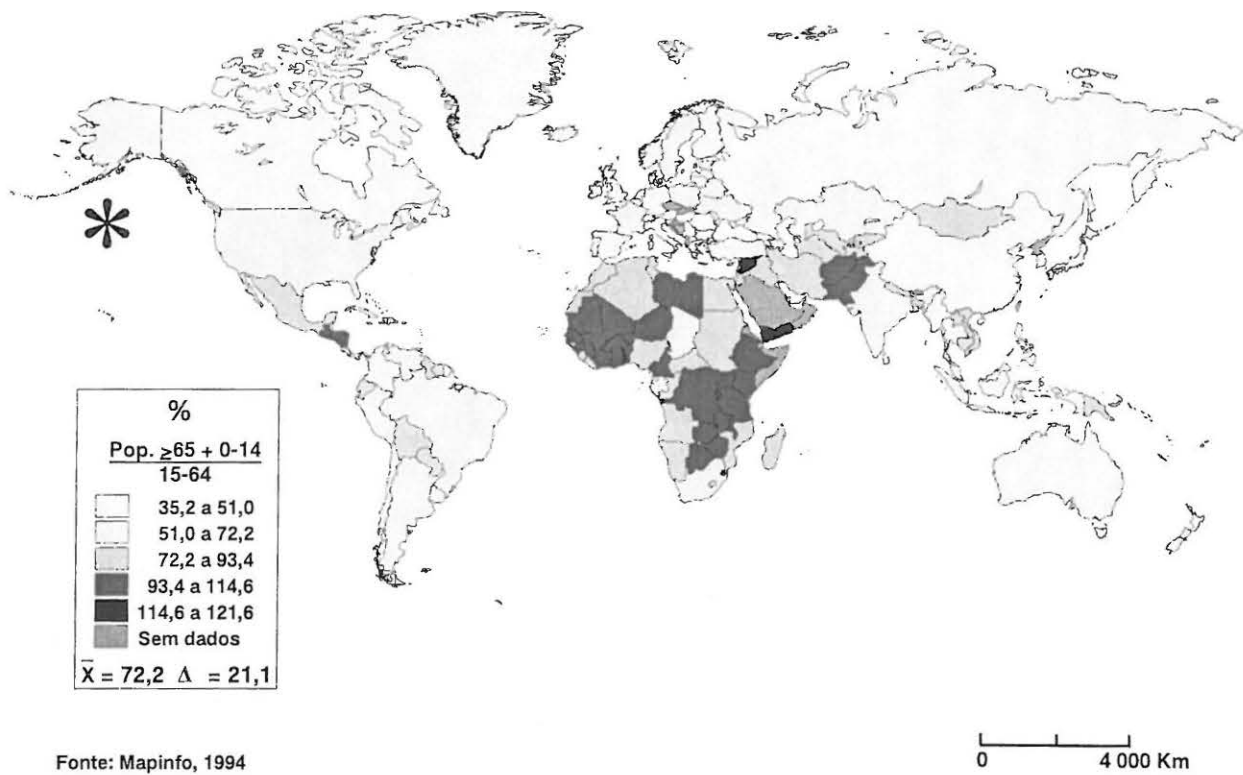 %
Pop. ≥65 + 0-14
15-64
35,2 a 51,0
51,0 a 72,2
72,2 a 93,4
93,4 a 114,6
114,6 a 121,6
Sem dados
X̅ = 72,2 Δ = 21,1
Fonte: Mapinfo, 1994
0 4 000 Km